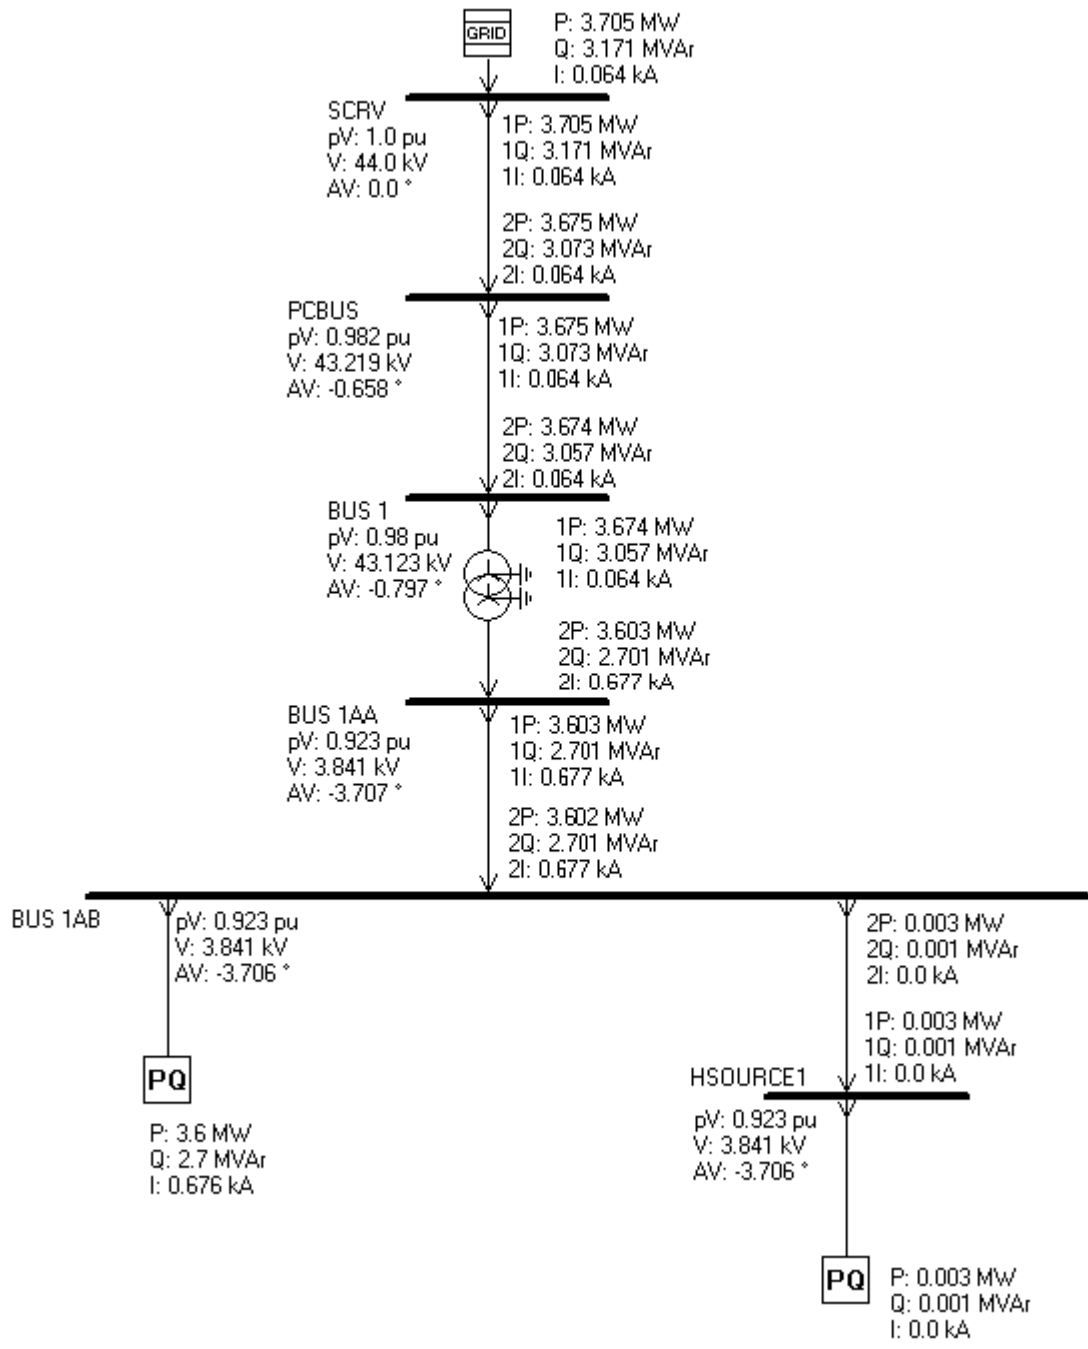 GRID
P: 3.705 MW
Q: 3.171 MVAr
I: 0.064 kA
SCRV
pV: 1.0 pu
V: 44.0 kV
AV: 0.0 °
1P: 3.705 MW
1Q: 3.171 MVAr
1I: 0.064 kA
2P: 3.675 MW
2Q: 3.073 MVAr
2I: 0.064 kA
PCBUS
pV: 0.982 pu
V: 43.219 kV
AV: -0.658 °
1P: 3.675 MW
1Q: 3.073 MVAr
1I: 0.064 kA
2P: 3.674 MW
2Q: 3.057 MVAr
2I: 0.064 kA
BUS 1
pV: 0.98 pu
V: 43.123 kV
AV: -0.797 °
1P: 3.674 MW
1Q: 3.057 MVAr
1I: 0.064 kA
2P: 3.603 MW
2Q: 2.701 MVAr
2I: 0.677 kA
BUS 1AA
pV: 0.923 pu
V: 3.841 kV
AV: -3.707 °
1P: 3.603 MW
1Q: 2.701 MVAr
1I: 0.677 kA
2P: 3.602 MW
2Q: 2.701 MVAr
2I: 0.677 kA
BUS 1AB
pV: 0.923 pu
V: 3.841 kV
AV: -3.706 °
PQ
P: 3.6 MW
Q: 2.7 MVAr
I: 0.676 kA
2P: 0.003 MW
2Q: 0.001 MVAr
2I: 0.0 kA
1P: 0.003 MW
1Q: 0.001 MVAr
1I: 0.0 kA
HSOURCE1
pV: 0.923 pu
V: 3.841 kV
AV: -3.706 °
PQ
P: 0.003 MW
Q: 0.001 MVAr
I: 0.0 kA